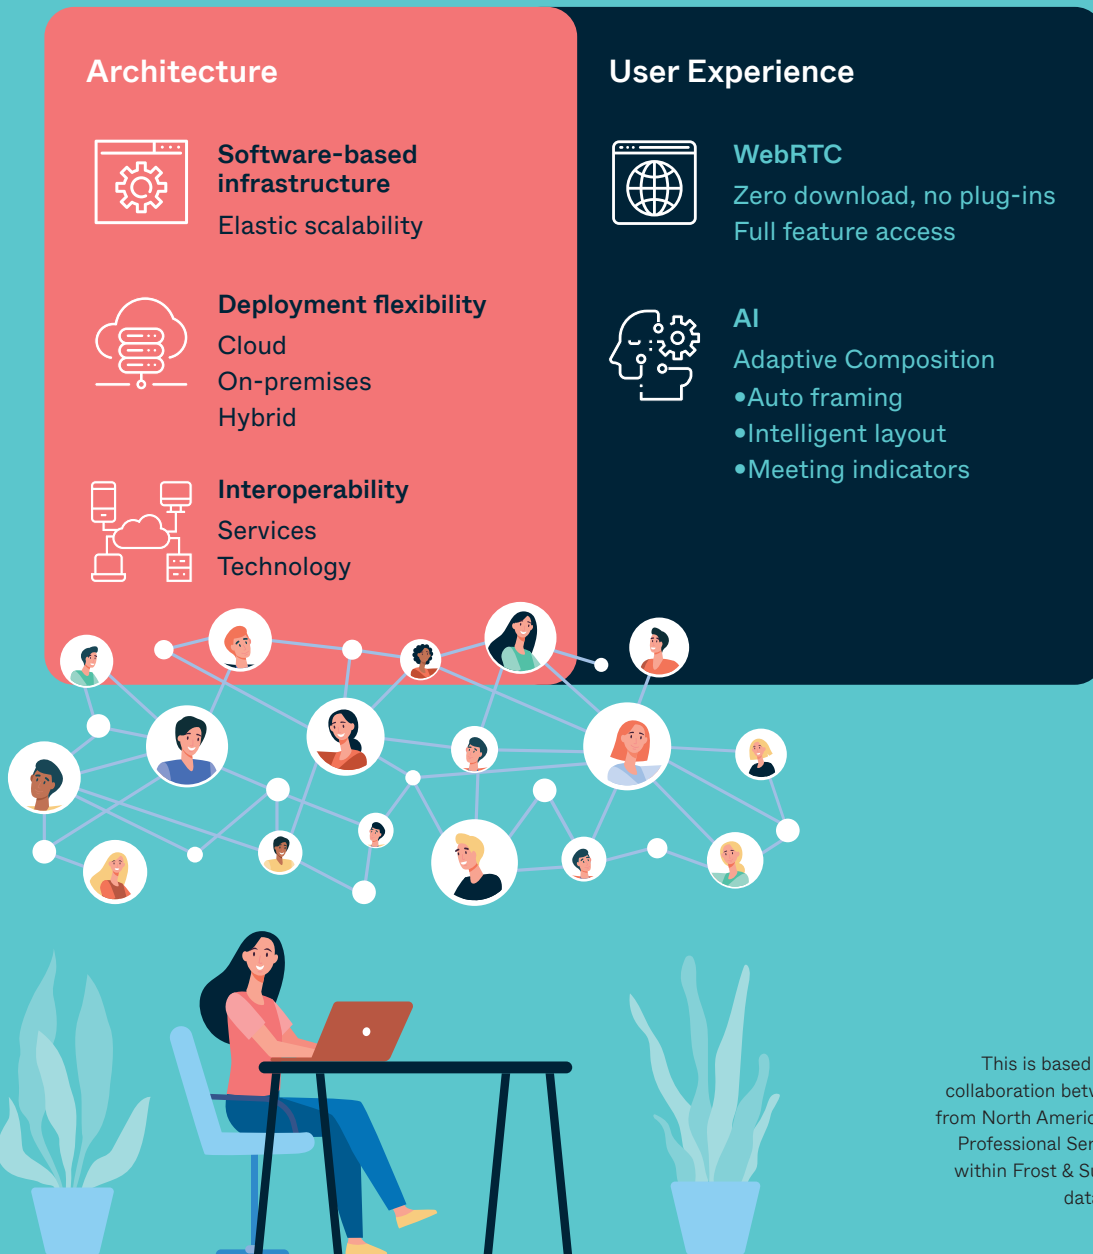 Architecture
Software-based
infrastructure
Elastic scalability
Deployment flexibility
Cloud
On-premises
Hybrid
Interoperability
Services
Technology
User Experience
WebRTC
Zero download, no plug-ins
Full feature access
AI
Adaptive Composition
•Auto framing
•Intelligent layout
•Meeting indicators
This is based
collaboration
from North
Professional
within Frost &